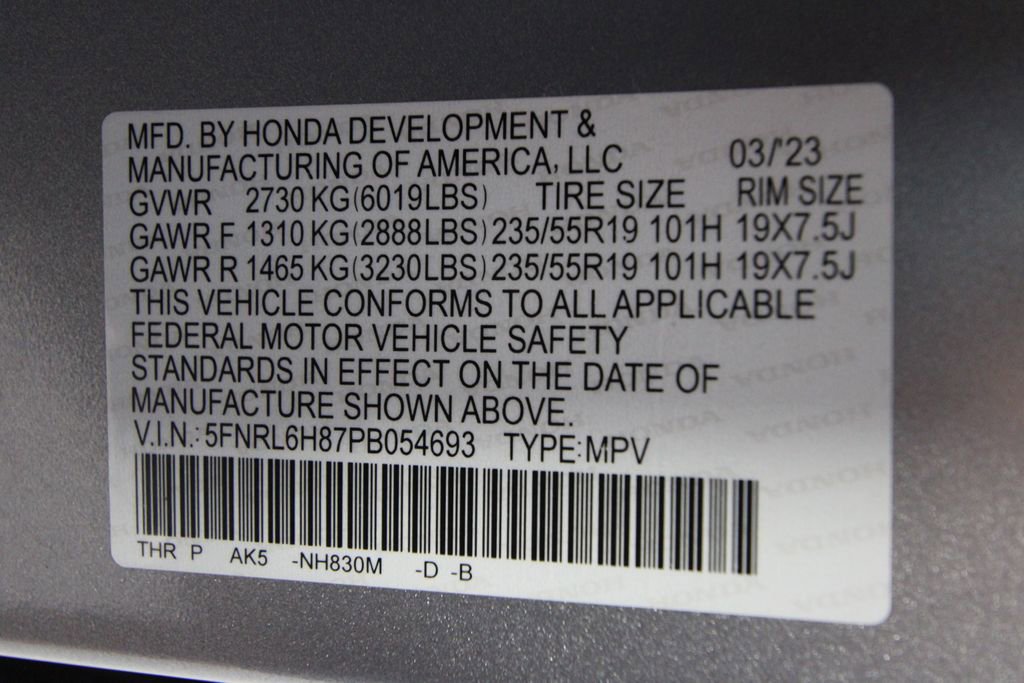 MFD. BY HONDA DEVELOPMENT &
MANUFACTURING OF AMERICA, LLC 03/'23
GVWR 2730 KG(6019LBS) TIRE SIZE RIM SIZE
GAWR F 1310 KG(2888LBS) 235/55R19 101H 19X7.5J
GAWR R 1465 KG(3230LBS) 235/55R19 101H 19X7.5J
THIS VEHICLE CONFORMS TO ALL APPLICABLE
FEDERAL MOTOR VEHICLE SAFETY
STANDARDS IN EFFECT ON THE DATE OF
MANUFACTURE SHOWN ABOVE.
V.I.N.: 5FNRL6H87PB054693 TYPE:MPV
THR P AK5 -NH830M -D -B